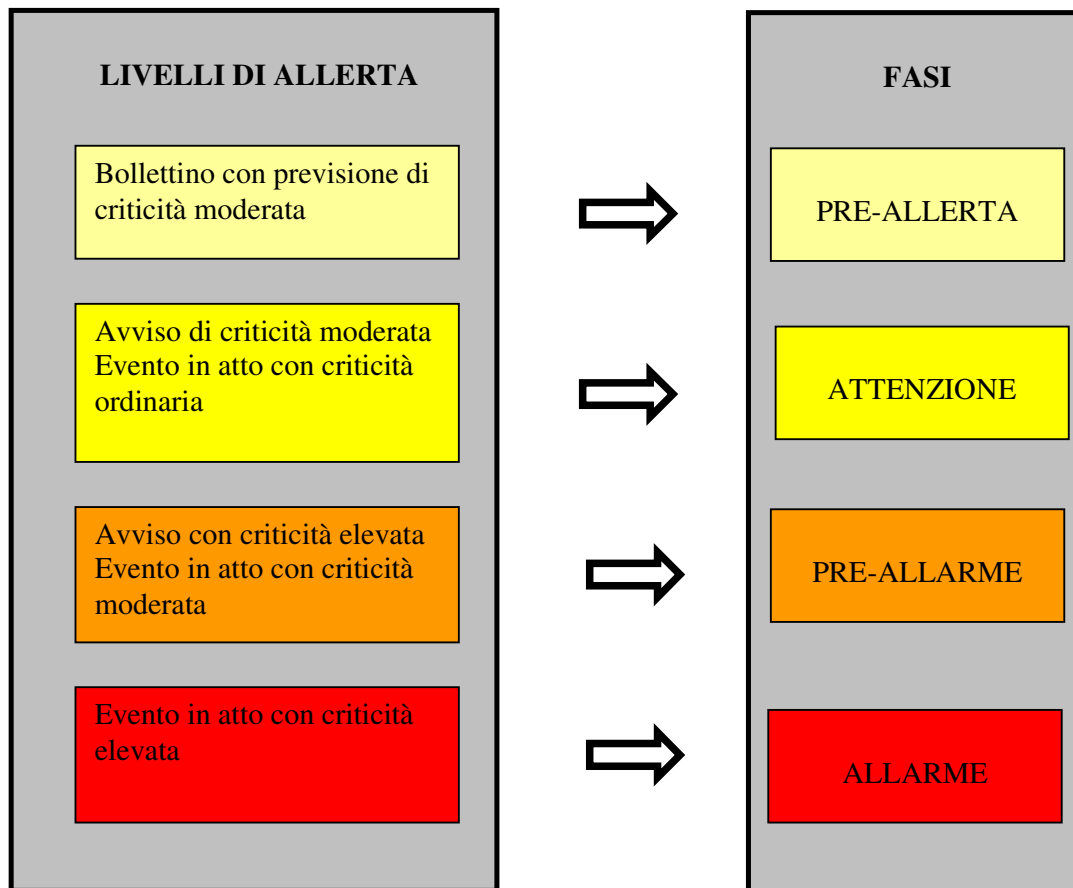 LIVELLI DI ALLERTA
Bollettino con previsione di
criticità moderata
Avviso di criticità moderata
Evento in atto con criticità
ordinaria
Avviso con criticità elevata
Evento in atto con criticità
moderata
Evento in atto con criticità
elevata
FASI
PRE-ALLERTA
ATTENZIONE
PRE-ALLARME
ALLARME